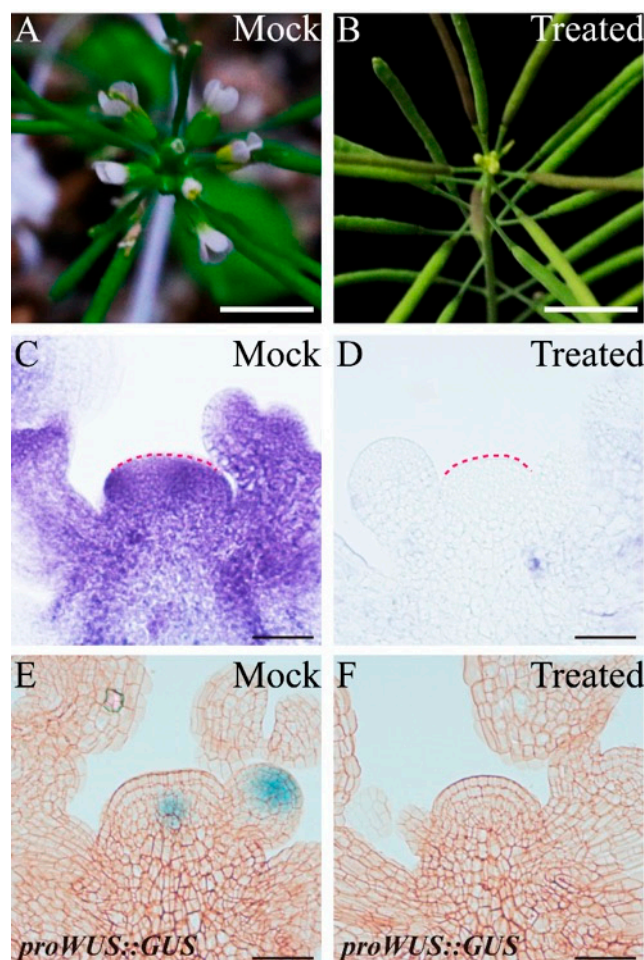 A Mock
B Treated
C Mock
D Treated
E Mock
F Treated
proWUS::GUS
proWUS::GUS